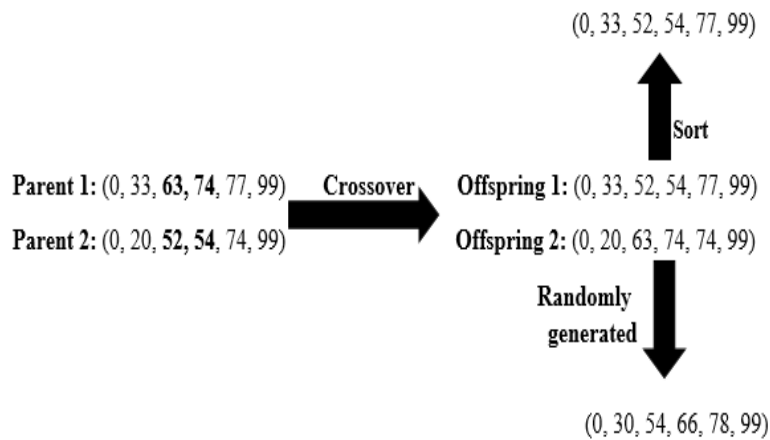 (0, 33, 52, 54, 77, 99)
Sort
Parent 1: (0, 33, 63, 74, 77, 99)
Crossover
Offspring 1: (0, 33, 52, 54, 77, 99)
Parent 2: (0, 20, 52, 54, 74, 99)
Offspring 2: (0, 20, 63, 74, 74, 99)
Randomly
generated
(0, 30, 54, 66, 78, 99)